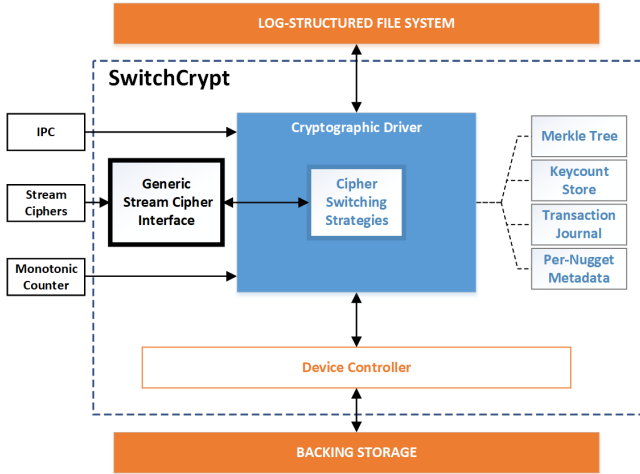 LOG-STRUCTURED FILE SYSTEM
SwitchCrypt
IPC
Stream
Ciphers
Monotonic
Counter
Generic
Stream Cipher
Interface
Cryptographic Driver
Cipher
Switching
Strategies
Merkle Tree
Keycount
Store
Transaction
Journal
Per-Nugget
Metadata
Device Controller
BACKING STORAGE